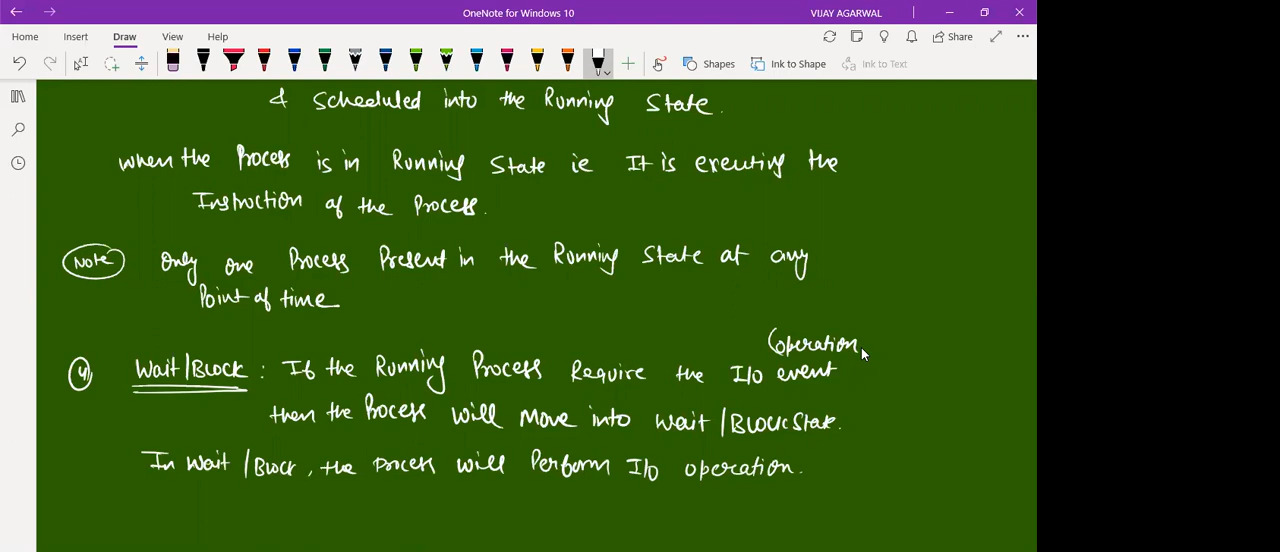 OneNote for Windows 10
VIJAY AGARWAL
Home Insert Draw View Help
Share
Shapes Ink to Shape Ink to Text
& Scheduled into the Running State.
when the Process is in Running State ie It is executing the
Instruction of the Process.
Note Only one Process Present in the Running State at any
Point of time
(operation
4 Wait/Block : If the Running Process Require the I/O event
then the Process will Move into Wait/Block State.
In Wait/Block, the process will Perform I/O operation.